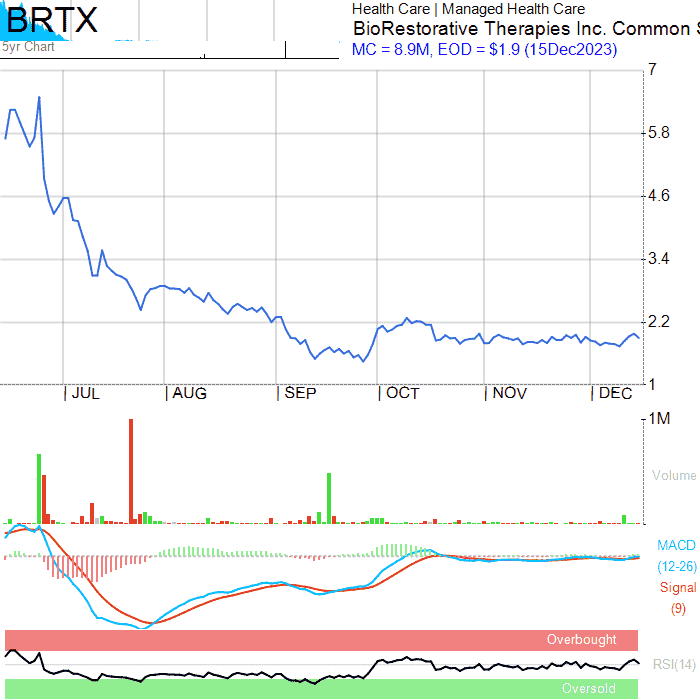 BRTX
Health Care | Managed Health Care
BioRestorative Therapies Inc. Common S
5yr Chart
MC = 8.9M, EOD = $1.9 (15Dec2023)
7
5.8
4.6
3.4
2.2
1
JUL
AUG
SEP
OCT
NOV
DEC
1M
Volume
MACD
(12-26)
Signal
(9)
Overbought
RSI(14)
Oversold